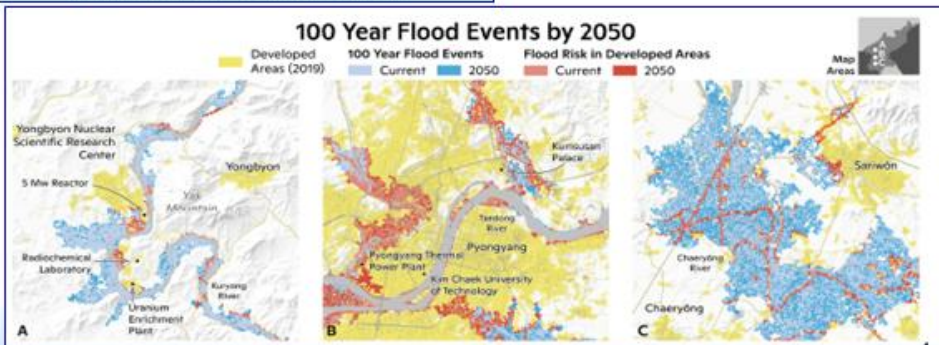 100 Year Flood Events by 2050
Developed Areas (2019)
100 Year Flood Events
Current 2050
Flood Risk in Developed Areas
Current 2050
Map Areas
Yongbyon Nuclear
Scientific Research
Center
Yongbyon
5 Mw Reactor
Yak
Mountain
Radiochemical
Laboratory
Kuryong
River
Uranium
Enrichment
Plant
A
Kumsusan
Palace
Taedong
River
Pyongyang
Pyongyang Thermal
Power Plant
Kim Chaek University
of Technology
B
Sariwŏn
Chaeryŏng
River
Chaeryŏng
C